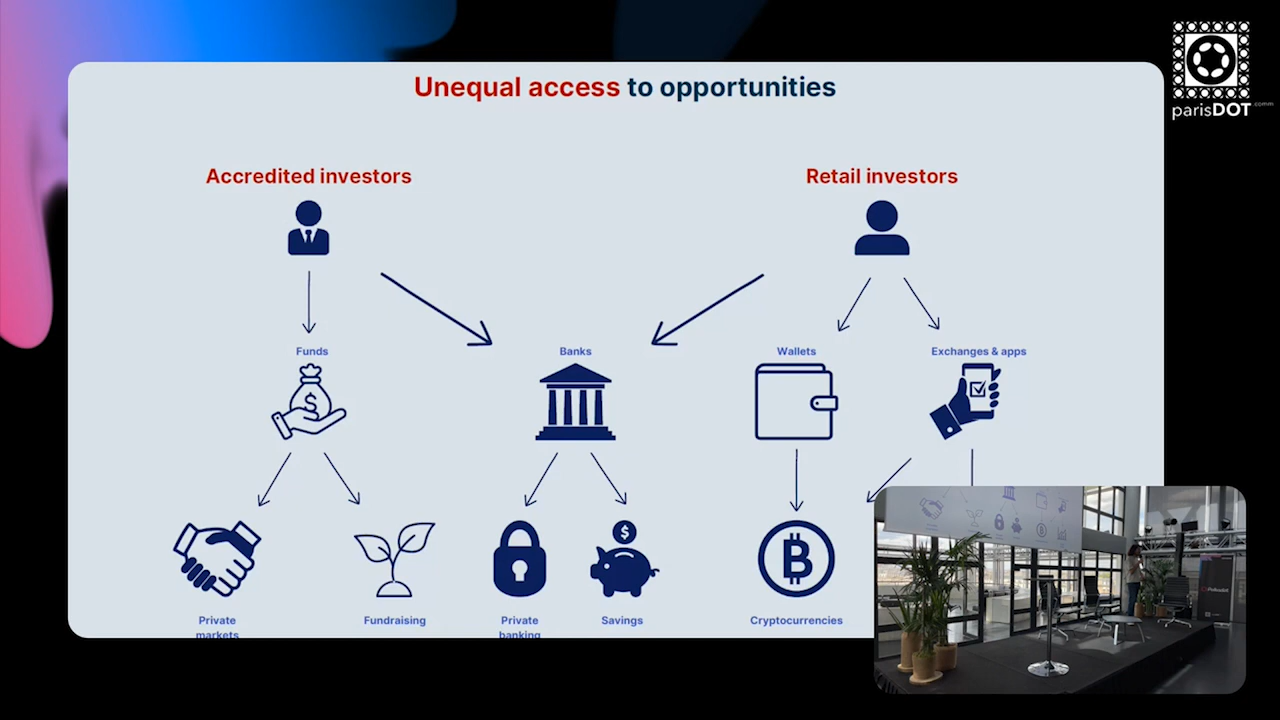 Unequal access to opportunities
parisDOT.comm
Accredited investors
Retail investors
Funds
Banks
Wallets
Exchanges & apps
Private
markets
Fundraising
Private
banking
Savings
Cryptocurrencies